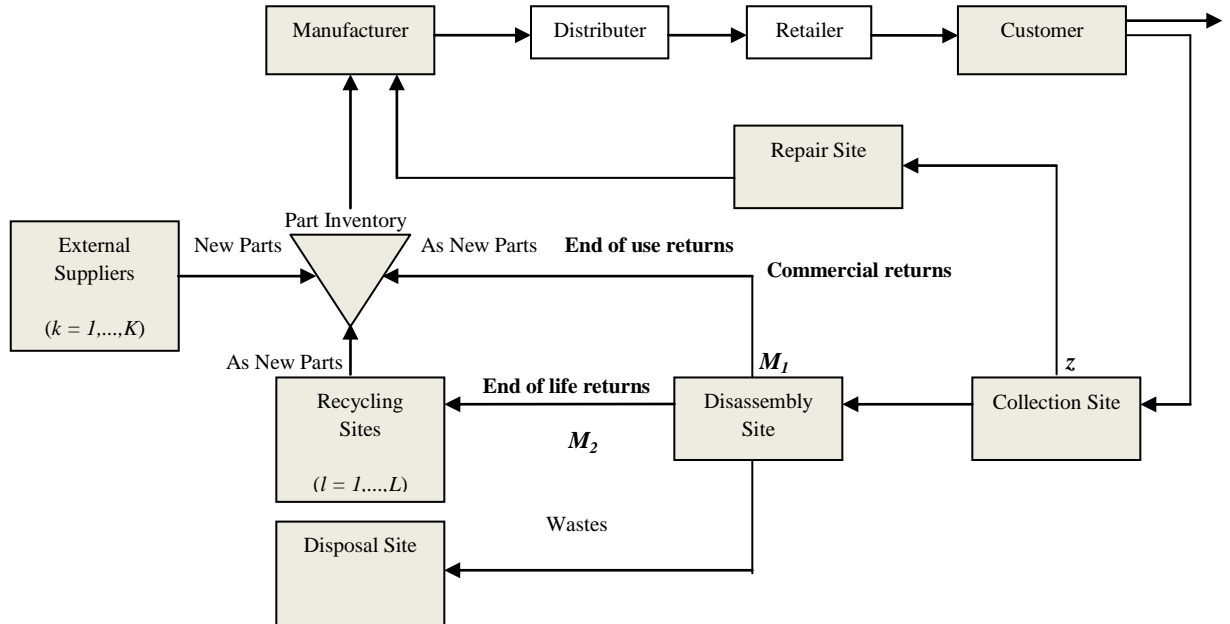 Manufacturer
Distributer
Retailer
Customer
Repair Site
Part Inventory
External
Suppliers
(k = 1,...,K)
New Parts
As New Parts
End of use returns
Commercial returns
As New Parts
End of life returns
M1
z
Recycling
Sites
(l = 1,...,L)
M2
Disassembly
Site
Collection Site
Wastes
Disposal Site